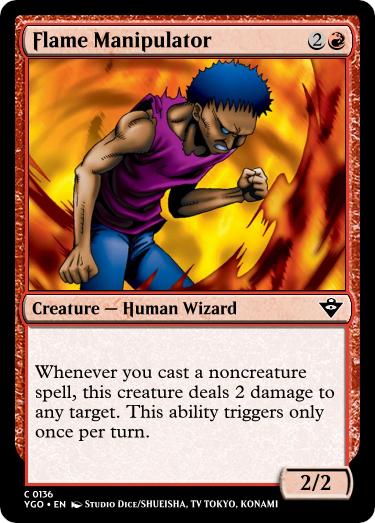 Flame Manipulator 2
Creature — Human Wizard
Whenever you cast a noncreature
spell, this creature deals 2 damage to
any target. This ability triggers only
once per turn.
2/2
C 0136
YGO • EN Studio Dice/SHUEISHA, TV TOKYO, KONAMI